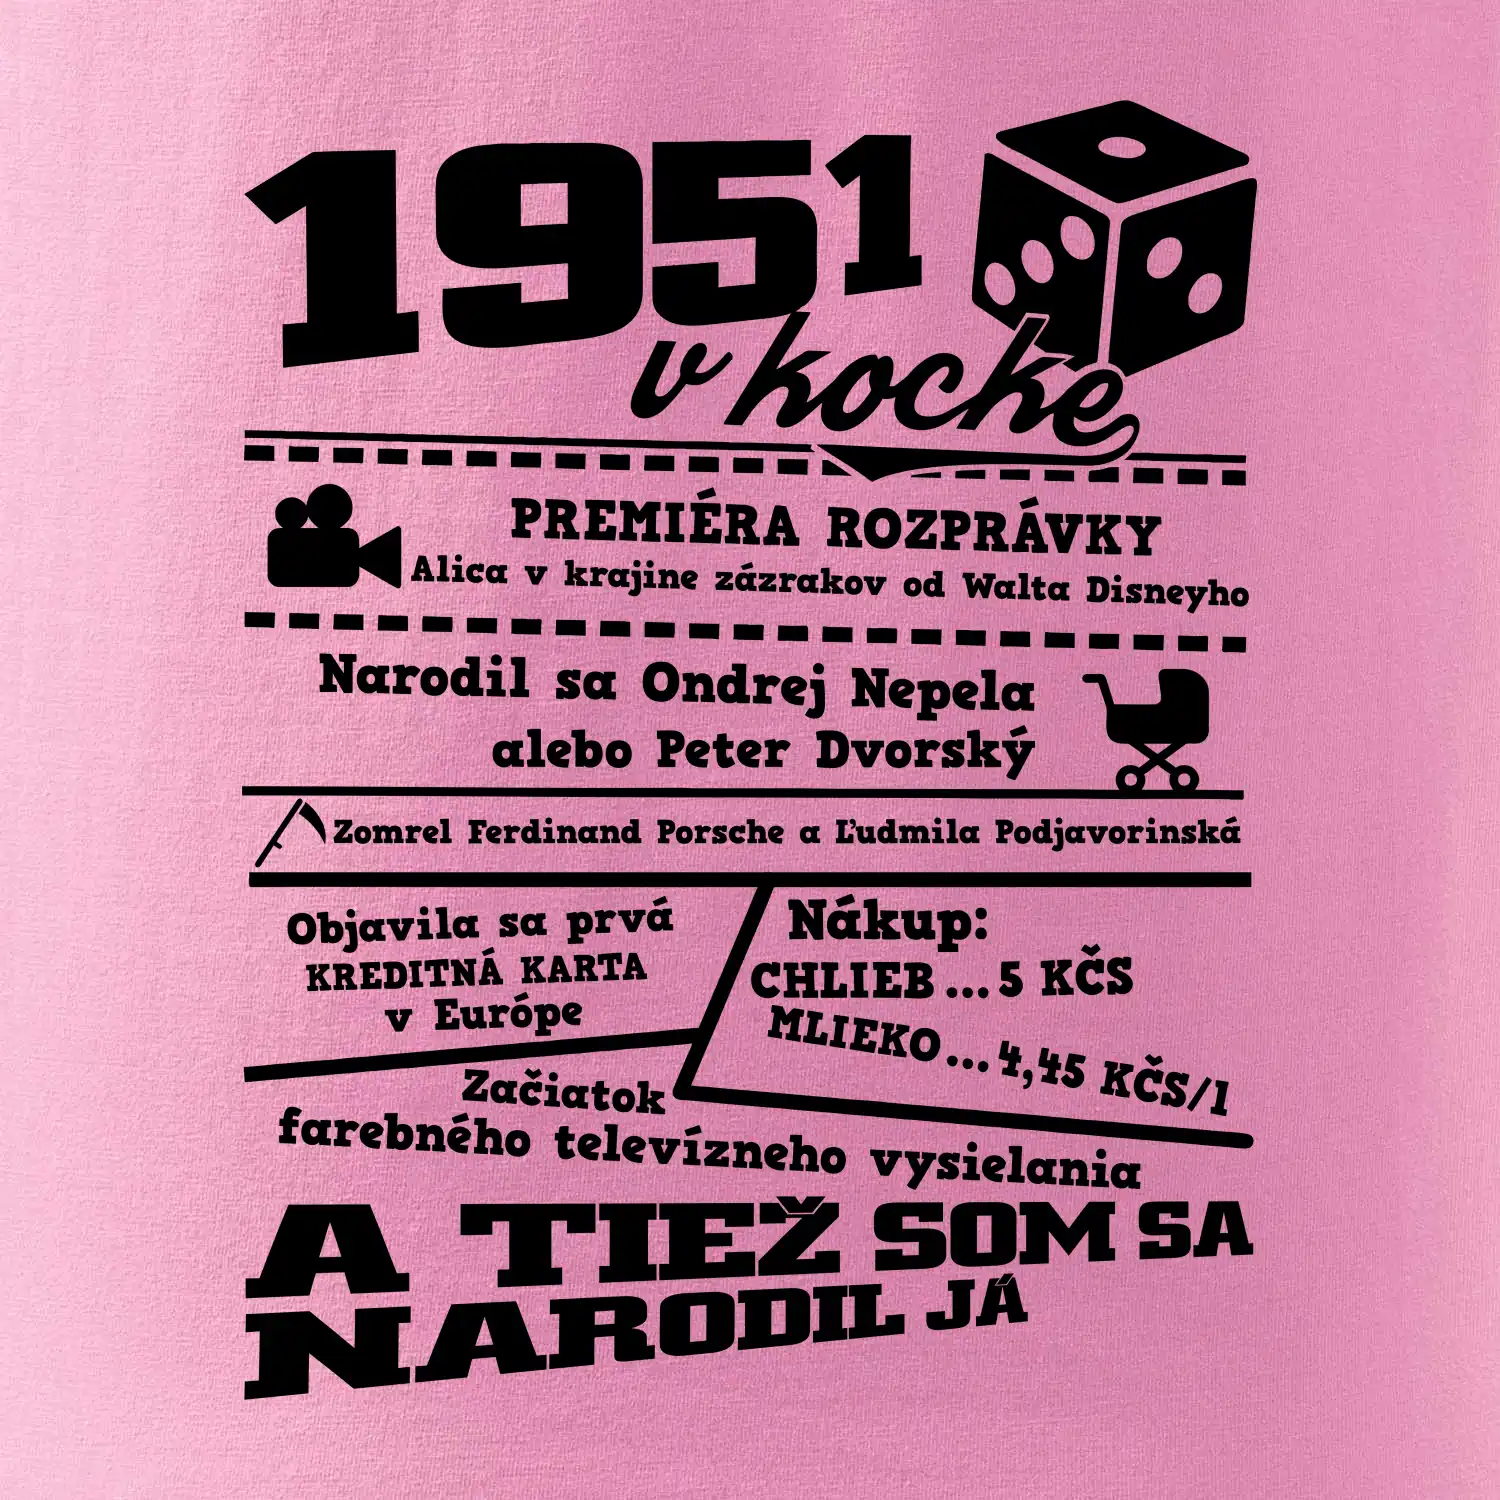 1951
v kocke
PREMIÉRA ROZPRÁVKY
Alica v krajine zázrakov od Walta Disneyho
Narodil sa Ondrej Nepela
alebo Peter Dvorský
Zomrel Ferdinand Porsche a Ľudmila Podjavorinská
Objavila sa prvá
KREDITNÁ KARTA
v Európe
Nákup:
CHLIEB...5 KČS
MLIEKO...4,45 KČS/l
Začiatok
farebného televízneho vysielania
A TIEŽ SOM SA
NARODIL JÁ